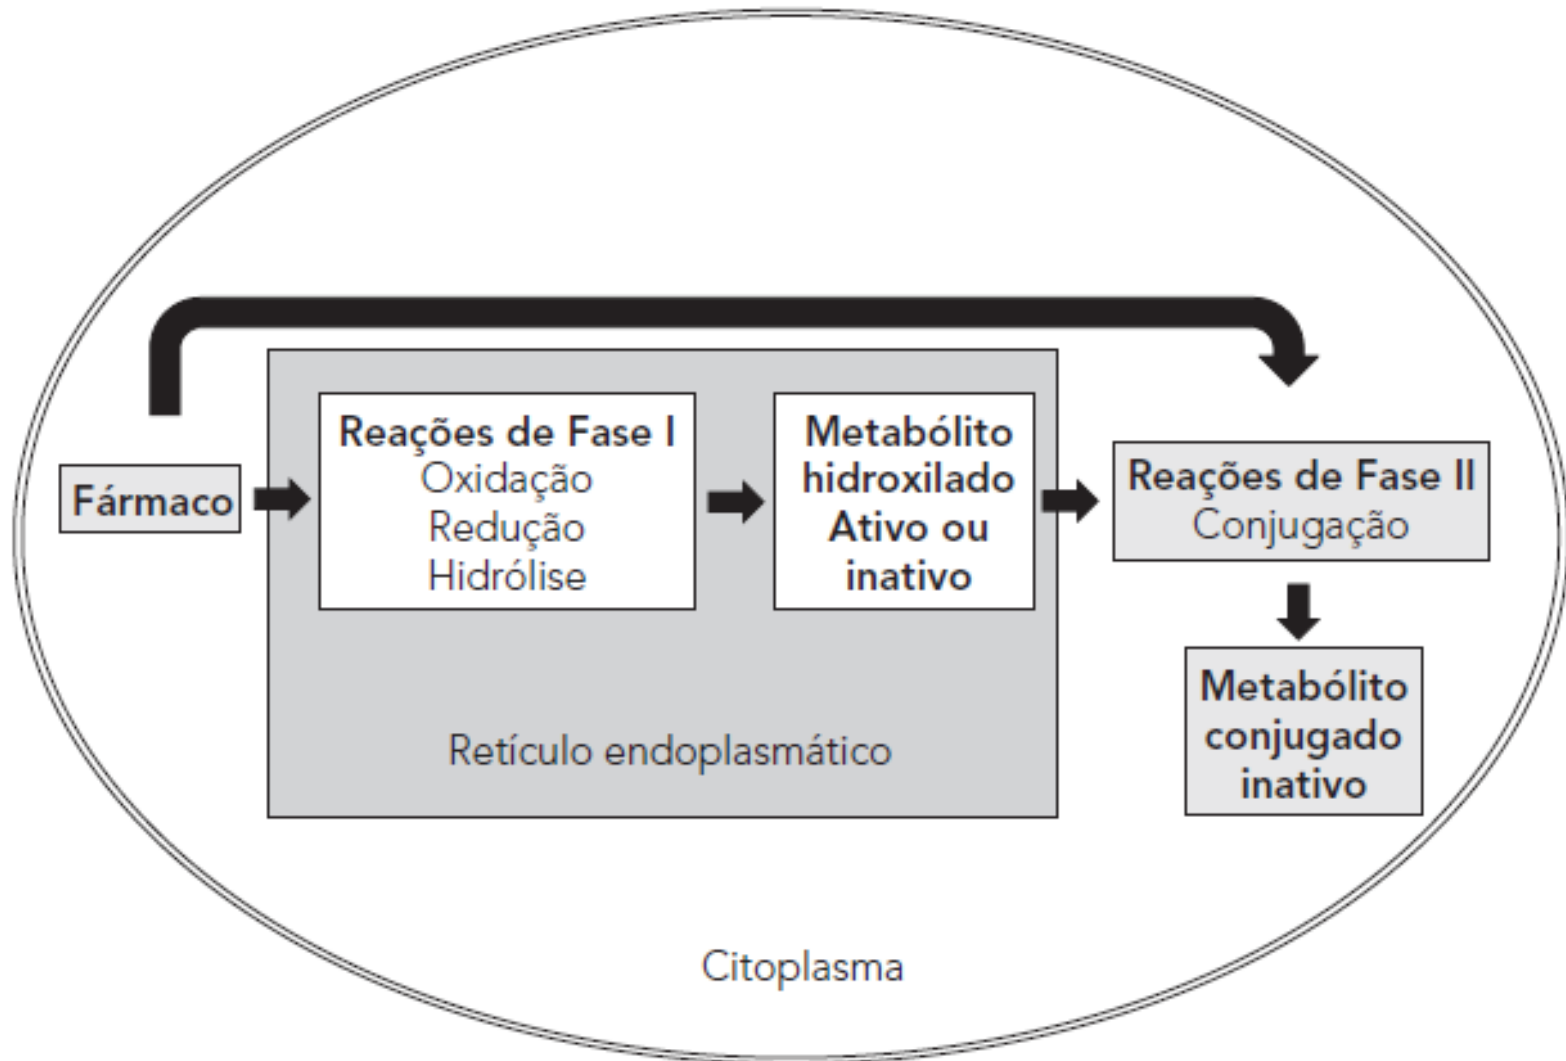 Fármaco
Reações de Fase I
Oxidação
Redução
Hidrólise
Metabólito
hidroxilado
Ativo ou
inativo
Reações de Fase II
Conjugação
Metabólito
conjugado
inativo
Retículo endoplasmático
Citoplasma